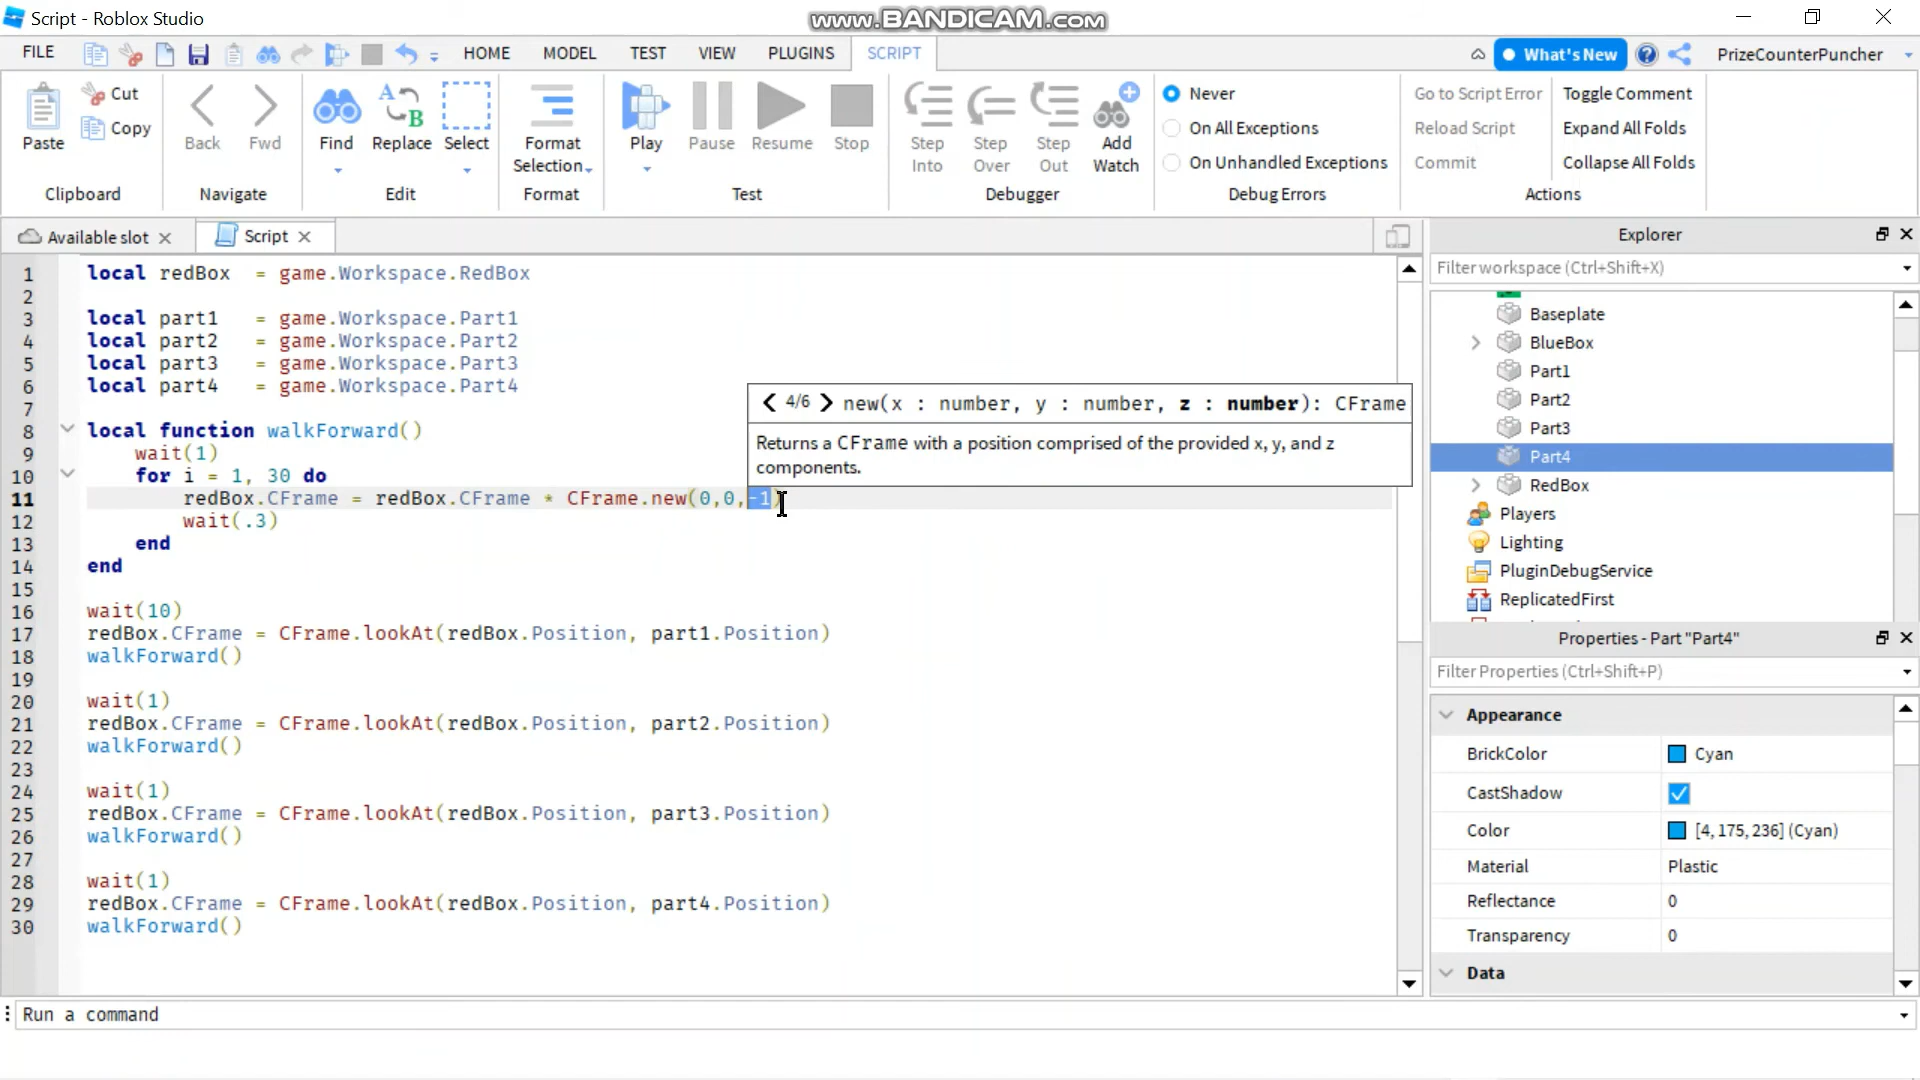 Script - Roblox Studio
www.BANDICAM.com
FILE HOME MODEL TEST VIEW PLUGINS SCRIPT What's New PrizeCounterPuncher
Paste Cut Copy Clipboard
Back Fwd Navigate
Find Replace Select Edit
Format Selection Format
Play Pause Resume Stop Test
Step Into Step Over Step Out Add Watch Debugger
Never
On All Exceptions
On Unhandled Exceptions
Debug Errors
Go to Script Error
Reload Script
Commit
Toggle Comment
Expand All Folds
Collapse All Folds
Actions
Available slot Script
1 local redBox = game.Workspace.RedBox
2
3 local part1 = game.Workspace.Part1
4 local part2 = game.Workspace.Part2
5 local part3 = game.Workspace.Part3
6 local part4 = game.Workspace.Part4
7
8 local function walkForward()
9 wait(1)
10 for i = 1, 30 do
11 redBox.CFrame = redBox.CFrame * CFrame.new(0,0,-1)
12 wait(.3)
13 end
14 end
15
16 wait(10)
17 redBox.CFrame = CFrame.lookAt(redBox.Position, part1.Position)
18 walkForward()
19
20 wait(1)
21 redBox.CFrame = CFrame.lookAt(redBox.Position, part2.Position)
22 walkForward()
23
24 wait(1)
25 redBox.CFrame = CFrame.lookAt(redBox.Position, part3.Position)
26 walkForward()
27
28 wait(1)
29 redBox.CFrame = CFrame.lookAt(redBox.Position, part4.Position)
30 walkForward()
4/6 new(x : number, y : number, z : number): CFrame
Returns a CFrame with a position comprised of the provided x, y, and z
components.
Explorer
Filter workspace (Ctrl+Shift+X)
Baseplate
BlueBox
Part1
Part2
Part3
Part4
RedBox
Players
Lighting
PluginDebugService
ReplicatedFirst
Properties - Part "Part4"
Filter Properties (Ctrl+Shift+P)
Appearance
BrickColor Cyan
CastShadow
Color [4, 175, 236] (Cyan)
Material Plastic
Reflectance 0
Transparency 0
Data
Run a command